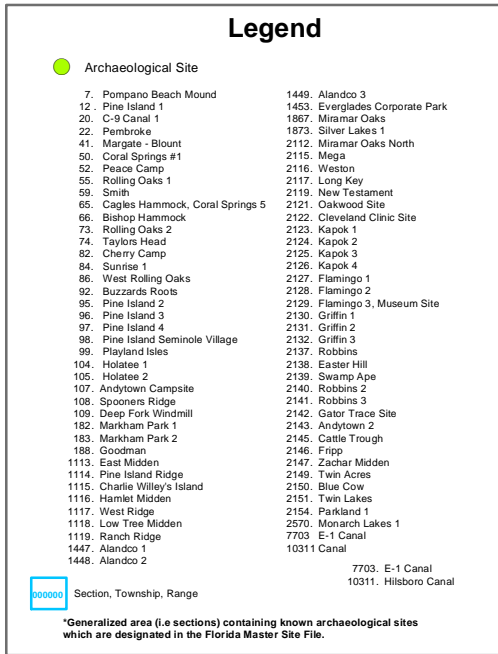 Legend
Archaeological Site
7. Pompano Beach Mound
12 . Pine Island 1
20. C-9 Canal 1
22. Pembroke
41. Margate - Blount
50. Coral Springs #1
52. Peace Camp
55. Rolling Oaks 1
59. Smith
65. Cagles Hammock, Coral Springs 5
66. Bishop Hammock
73. Rolling Oaks 2
74. Taylors Head
82. Cherry Camp
84. Sunrise 1
86. West Rolling Oaks
92. Buzzards Roots
95. Pine Island 2
96. Pine Island 3
97. Pine Island 4
98. Pine Island Seminole Village
99. Playland Isles
104. Holatee 1
105. Holatee 2
107. Andytown Campsite
108. Spooners Ridge
109. Deep Fork Windmill
182. Markham Park 1
183. Markham Park 2
188. Goodman
1113. East Midden
1114. Pine Island Ridge
1115. Charlie Willey's Island
1116. Hamlet Midden
1117. West Ridge
1118. Low Tree Midden
1119. Ranch Ridge
1447. Alandco 1
1448. Alandco 2
1449. Alandco 3
1453. Everglades Corporate Park
1867. Miramar Oaks
1873. Silver Lakes 1
2112. Miramar Oaks North
2115. Mega
2116. Weston
2117. Long Key
2119. New Testament
2121. Oakwood Site
2122. Cleveland Clinic Site
2123. Kapok 1
2124. Kapok 2
2125. Kapok 3
2126. Kapok 4
2127. Flamingo 1
2128. Flamingo 2
2129. Flamingo 3, Museum Site
2130. Griffin 1
2131. Griffin 2
2132. Griffin 3
2137. Robbins
2138. Easter Hill
2139. Swamp Ape
2140. Robbins 2
2141. Robbins 3
2142. Gator Trace Site
2143. Andytown 2
2145. Cattle Trough
2146. Fripp
2147. Zachar Midden
2149. Twin Acres
2150. Blue Cow
2151. Twin Lakes
2154. Parkland 1
2570. Monarch Lakes 1
7703 E-1 Canal
10311 Canal
7703. E-1 Canal
10311. Hilsboro Canal
000000 Section, Township, Range
*Generalized area (i.e sections) containing known archaeological sites
which are designated in the Florida Master Site File.